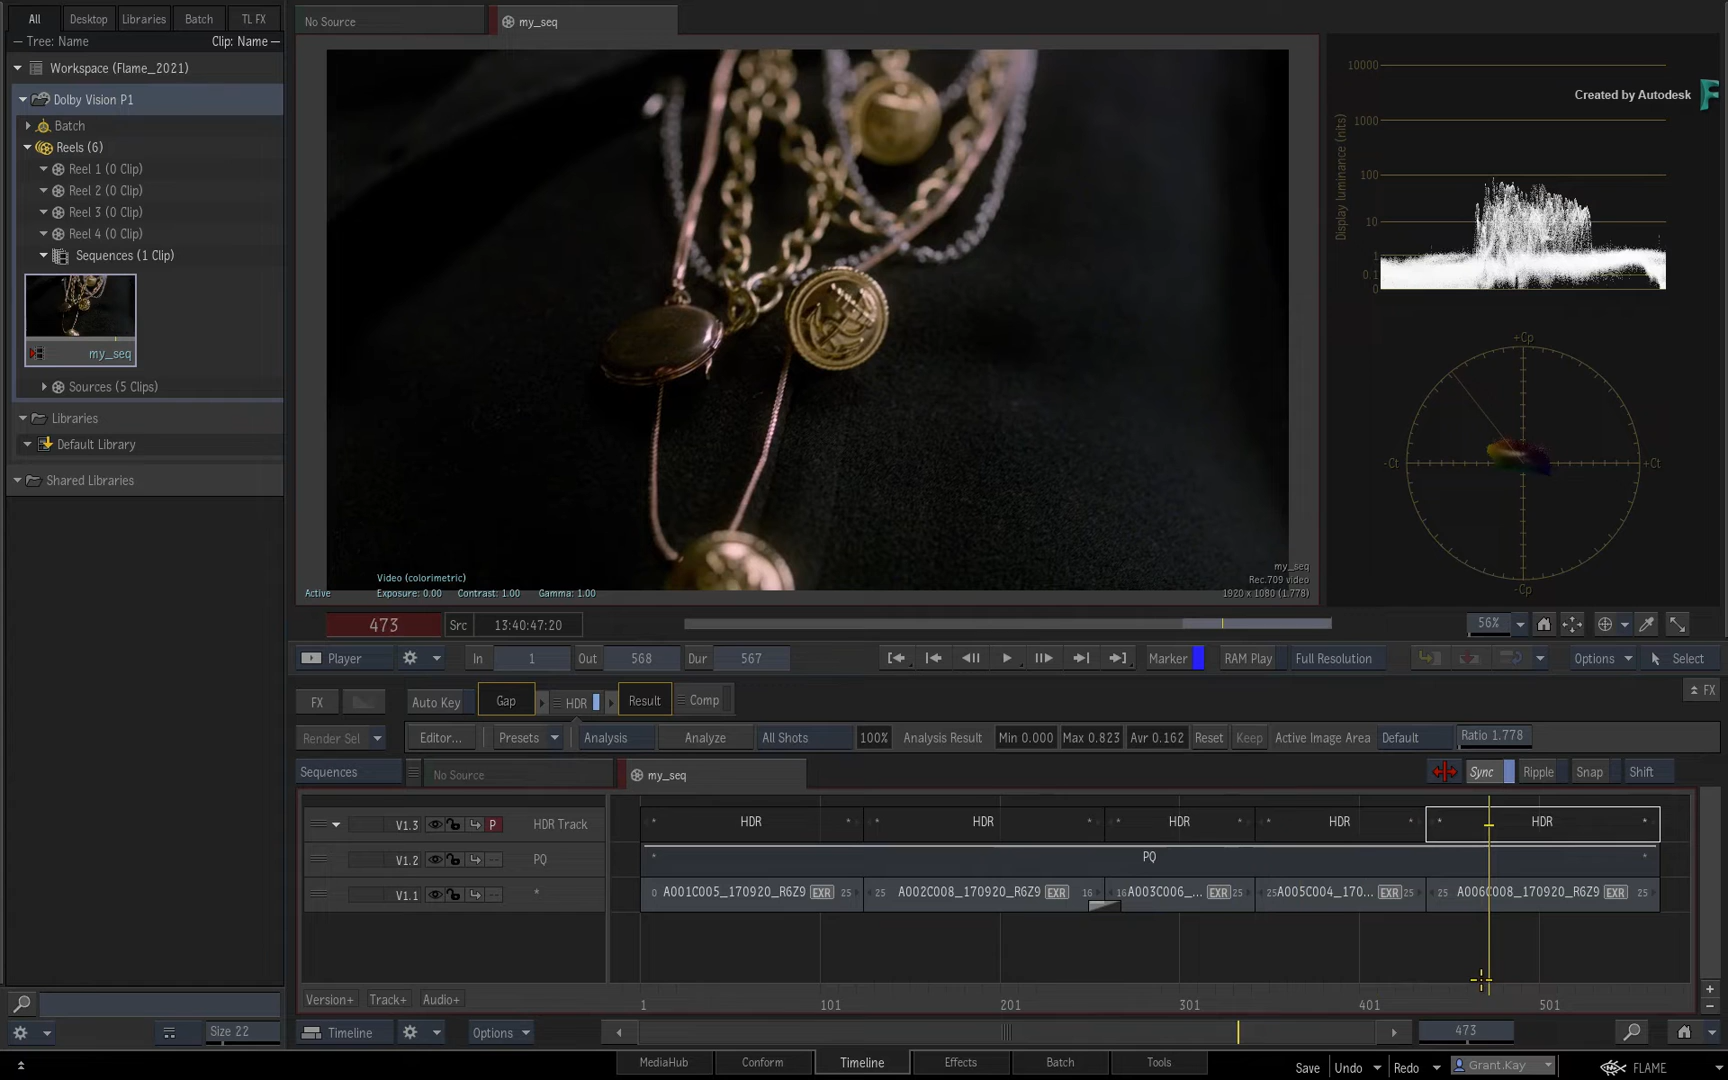 All Desktop Libraries Batch TL FX
Tree: Name Clip: Name
Workspace (Flame_2021)
Dolby Vision P1
Batch
Reels (6)
Reel 1 (0 Clip)
Reel 2 (0 Clip)
Reel 3 (0 Clip)
Reel 4 (0 Clip)
Sequences (1 Clip)
my_seq
Sources (5 Clips)
Libraries
Default Library
Shared Libraries
Size 22
No Source my_seq
Video (colorimetric)
Active Exposure: 0.00 Contrast: 1.00 Gamma: 1.00
my_seq
Rec.709 video
1920 x 1080 (1.778)
Created by Autodesk
Display luminance (nits)
10000
1000
100
10
1
0.1
0
+Cp
-Ct +Ct
-Cp
473 Src 13:40:47:20 56%
Player In 1 Out 568 Dur 567 Marker RAM Play Full Resolution Options Select
FX Auto Key Gap HDR Result Comp FX
Render Sel Editor... Presets Analysis Analyze All Shots 100% Analysis Result Min 0.000 Max 0.823 Avr 0.162 Reset Keep Active Image Area Default Ratio 1.778
Sequences No Source my_seq Sync Ripple Snap Shift
V1.3 P HDR Track * HDR * * HDR * * HDR * * HDR * * HDR *
V1.2 PQ * PQ *
V1.1 * 0 A001C005_170920_R6Z9 EXR 25 25 A002C008_170920_R6Z9 EXR 16 16 A003C006_... EXR 25 25 A005C004_170... EXR 25 25 A006C008_170920_R6Z9 EXR 25
Version+ Track+ Audio+ 1 101 201 301 401 501
Timeline Options 473
MediaHub Conform Timeline Effects Batch Tools Save Undo Redo Grant.Kay FLAME